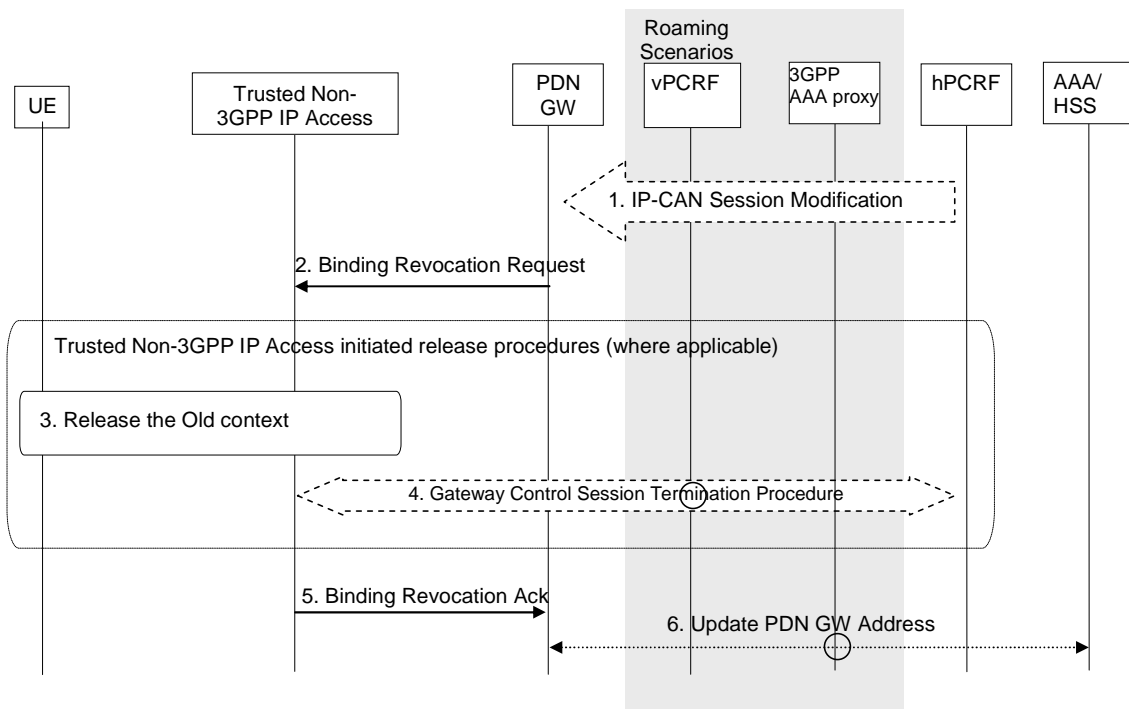 Roaming
Scenarios
UE
Trusted Non-
3GPP IP Access
PDN
GW
vPCRF
3GPP
AAA proxy
hPCRF
AAA/
HSS
1. IP-CAN Session Modification
2. Binding Revocation Request
Trusted Non-3GPP IP Access initiated release procedures (where applicable)
3. Release the Old context
4. Gateway Control Session Termination Procedure
5. Binding Revocation Ack
6. Update PDN GW Address